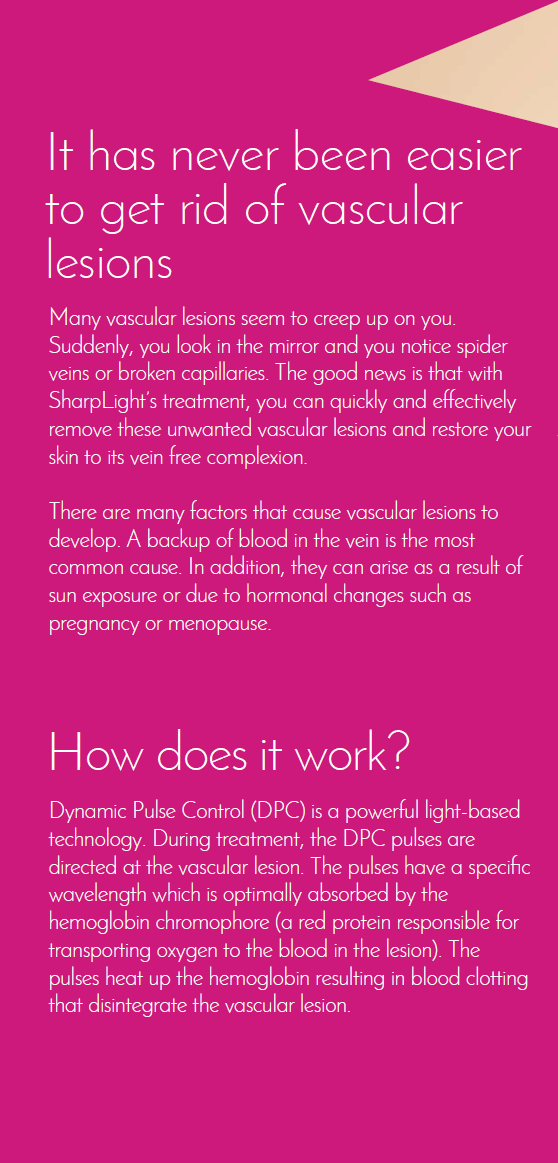 It has never been easier
to get rid of vascular
lesions
Many vascular lesions seem to creep up on you.
Suddenly, you look in the mirror and you notice spider
veins or broken capillaries. The good news is that with
SharpLight's treatment, you can quickly and effectively
remove these unwanted vascular lesions and restore your
skin to its vein free complexion.
There are many factors that cause vascular lesions to
develop. A backup of blood in the vein is the most
common cause. In addition, they can arise as a result of
sun exposure or due to hormonal changes such as
pregnancy or menopause.
How does it work?
Dynamic Pulse Control (DPC) is a powerful light-based
technology. During treatment, the DPC pulses are
directed at the vascular lesion. The pulses have a specific
wavelength which is optimally absorbed by the
hemoglobin chromophore (a red protein responsible for
transporting oxygen to the blood in the lesion). The
pulses heat up the hemoglobin resulting in blood clotting
that disintegrate the vascular lesion.